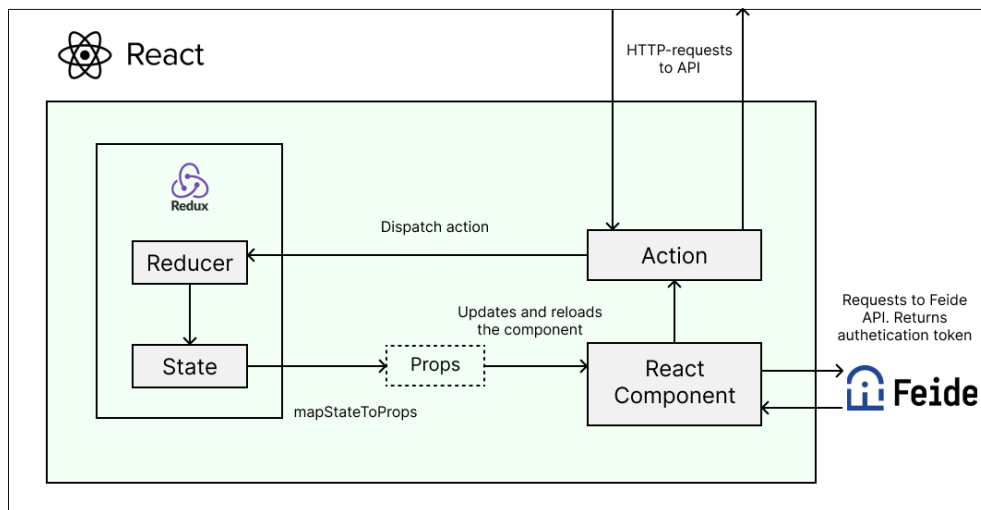 React
HTTP-requests
to API
Redux
Dispatch action
Reducer
Action
Updates and reloads
the component
Requests to Feide
API. Returns
authetication token
State
Props
React
Component
Feide
mapStateToProps